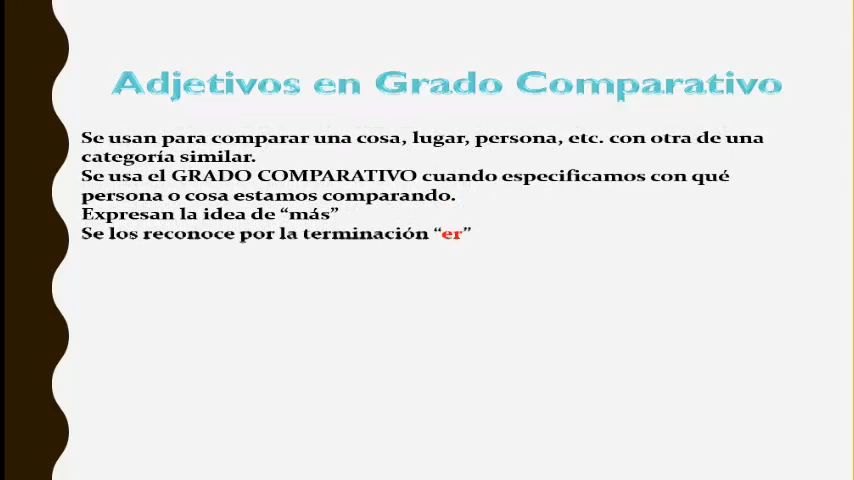 Adjetivos en Grado Comparativo
Se usan para comparar una cosa, lugar, persona, etc. con otra de una
categoría similar.
Se usa el GRADO COMPARATIVO cuando especificamos con qué
persona o cosa estamos comparando.
Expresan la idea de “más”
Se los reconoce por la terminación “er”